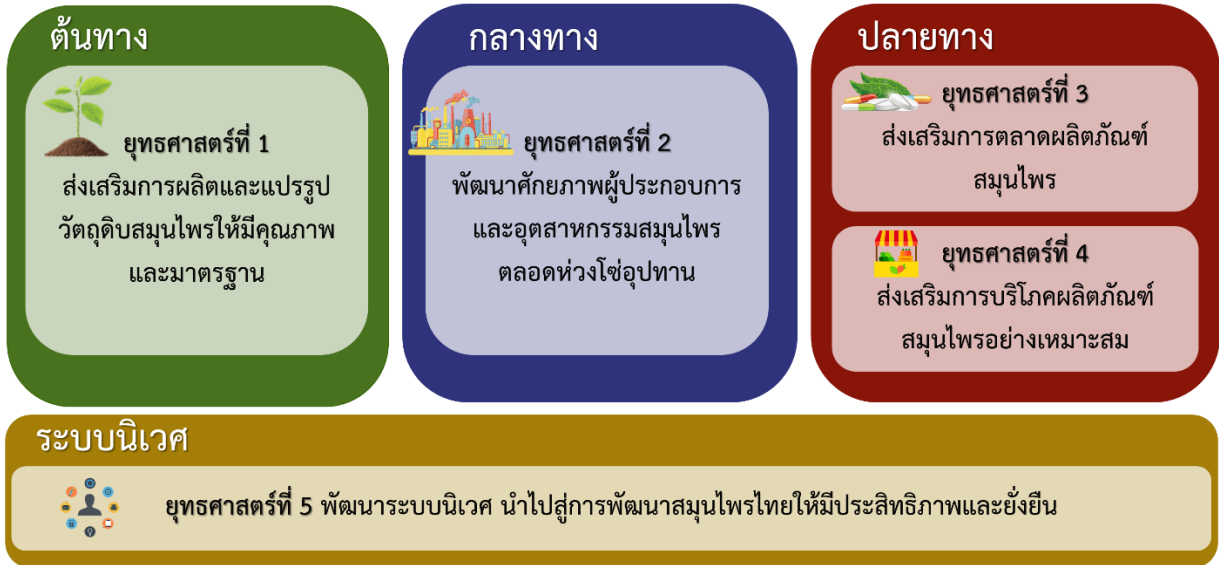 ต้นทาง
ยุทธศาสตร์ที่ 1
ส่งเสริมการผลิตและแปรรูป
วัตถุดิบสมุนไพรให้มีคุณภาพ
และมาตรฐาน
กลางทาง
ยุทธศาสตร์ที่ 2
พัฒนาศักยภาพผู้ประกอบการ
และอุตสาหกรรมสมุนไพร
ตลอดห่วงโซ่อุปทาน
ปลายทาง
ยุทธศาสตร์ที่ 3
ส่งเสริมการตลาดผลิตภัณฑ์
สมุนไพร
ยุทธศาสตร์ที่ 4
ส่งเสริมการบริโภคผลิตภัณฑ์
สมุนไพรอย่างเหมาะสม
ระบบนิเวศ
ยุทธศาสตร์ที่ 5 พัฒนาระบบนิเวศ นำไปสู่การพัฒนาสมุนไพรไทยให้มีประสิทธิภาพและยั่งยืน